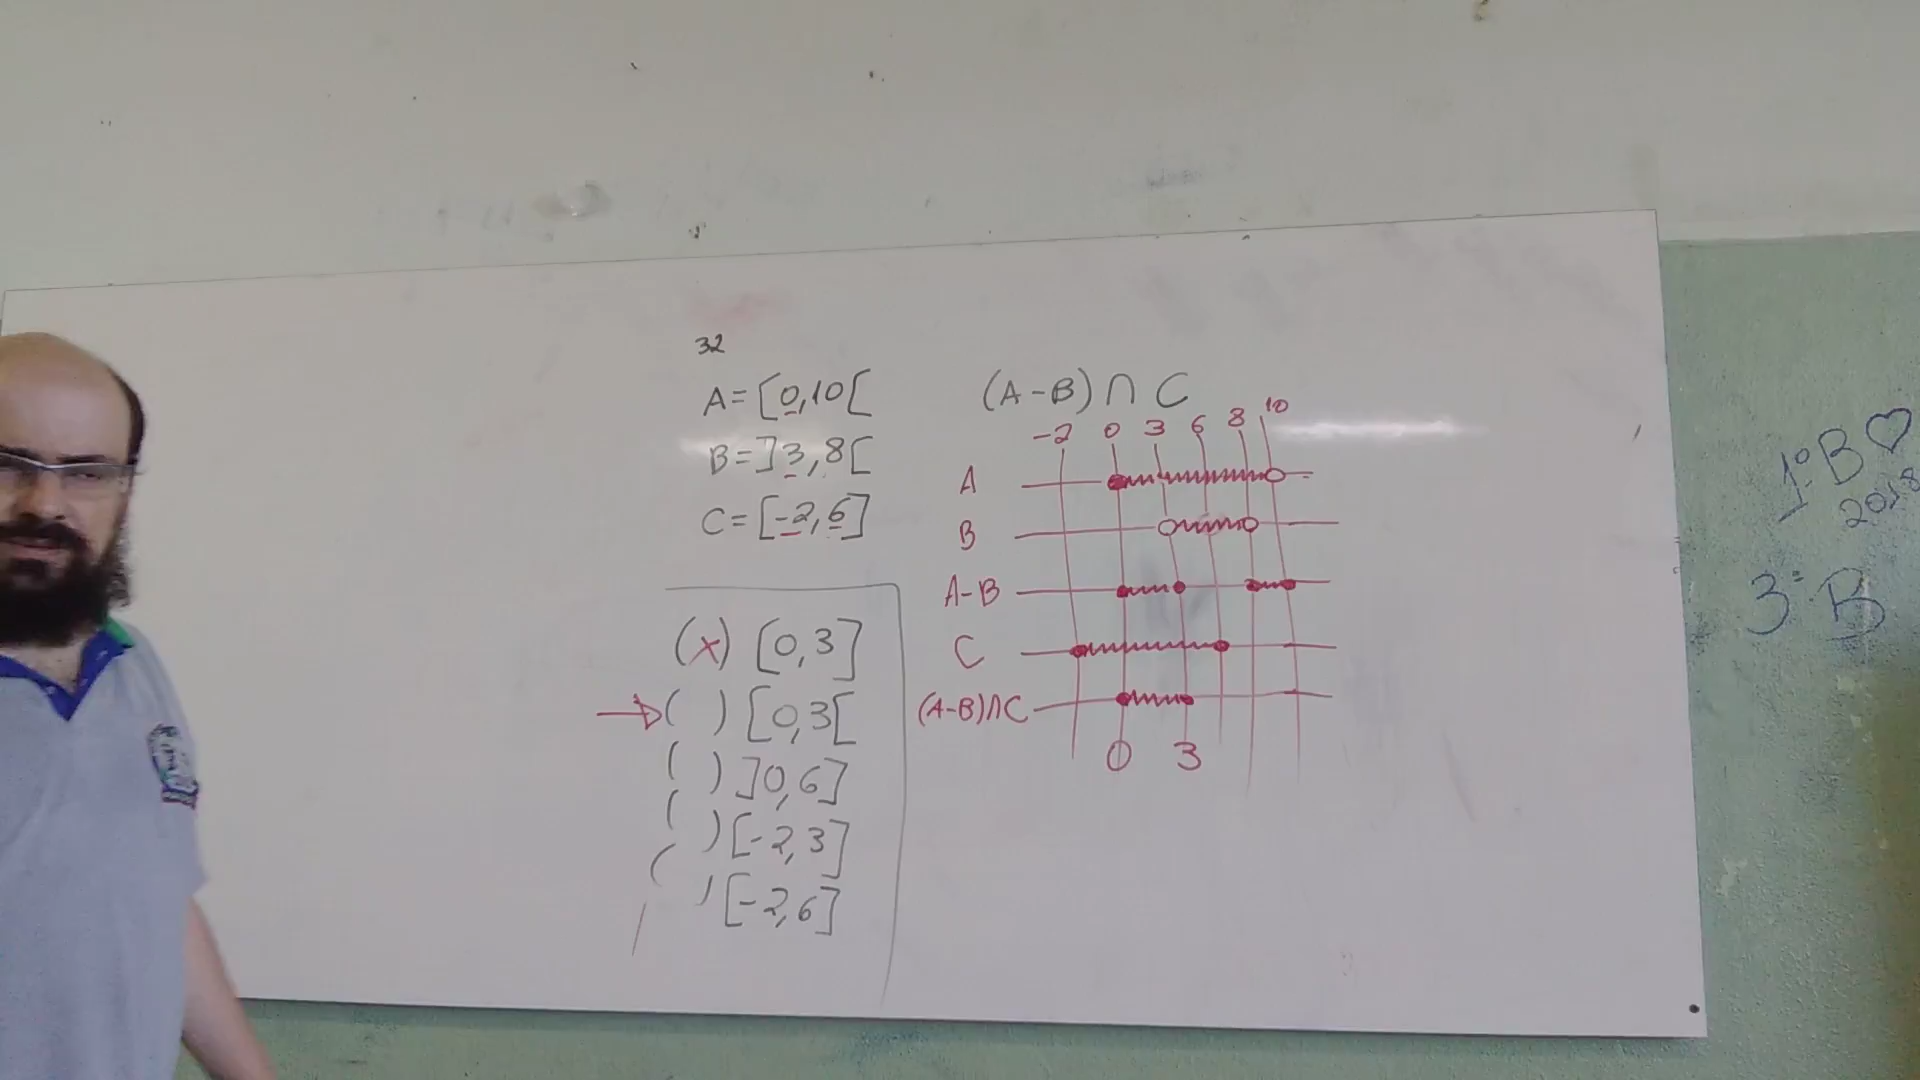 32
A=[0,10[
B=]3,8[
C=[-2,6]
(x) [0,3]
→( ) [0,3[
( ) ]0,6]
( ) [-2,3]
( ) [-2,6]
(A-B)∩C
-2 0 3 6 8 10
A
B
A-B
C
(A-B)∩C
0 3
1º B ♡
2018
3º B